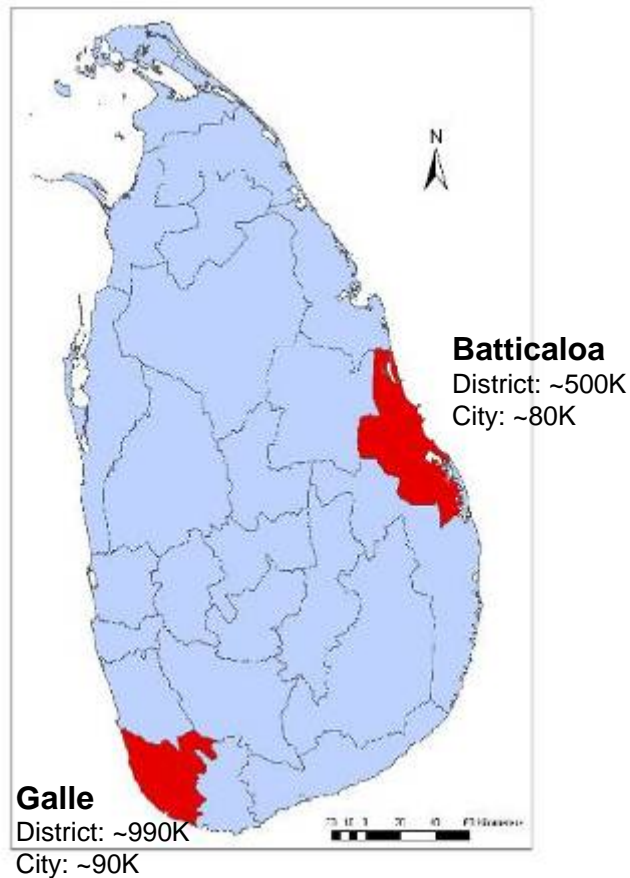 N
Batticaloa
District: ~500K
City: ~80K
Galle
District: ~990K
City: ~90K